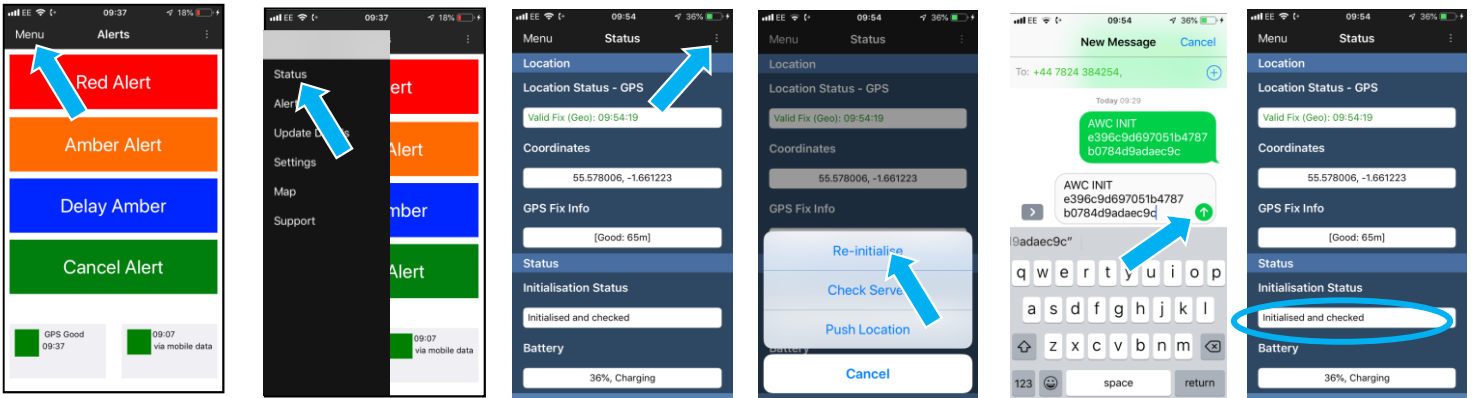 EE 09:37 18%
Menu Alerts
Red Alert
Amber Alert
Delay Amber
Cancel Alert
GPS Good
09:37
09:07
via mobile data
EE 09:37 18%
Status
Settings
Map
Support
ert
Alert
mber
Alert
09:07
via mobile data
EE 09:54 36%
Menu Status
Location
Location Status - GPS
Valid Fix (Geo): 09:54:19
Coordinates
55.578006, -1.661223
GPS Fix Info
[Good: 65m]
Status
Initialisation Status
Initialised and checked
Battery
36%, Charging
EE 09:54 36%
Menu Status
Location
Location Status - GPS
Valid Fix (Geo): 09:54:19
Coordinates
55.578006, -1.661223
GPS Fix Info
Re-initialise
Check Serve
Push Location
Battery
Cancel
EE 09:54 36%
New Message Cancel
To: +44 7824 384254,
Today 09:29
AWC INIT
e396c9d697051b4787
b0784d9adaec9c
AWC INIT
e396c9d697051b4787
b0784d9adaec9c
9adaec9c"
q w e r t y u i o p
a s d f g h j k l
z x c v b n m
123 space return
EE 09:54 36%
Menu Status
Location
Location Status - GPS
Valid Fix (Geo): 09:54:19
Coordinates
55.578006, -1.661223
GPS Fix Info
[Good: 65m]
Status
Initialisation Status
Initialised and checked
Battery
36%, Charging